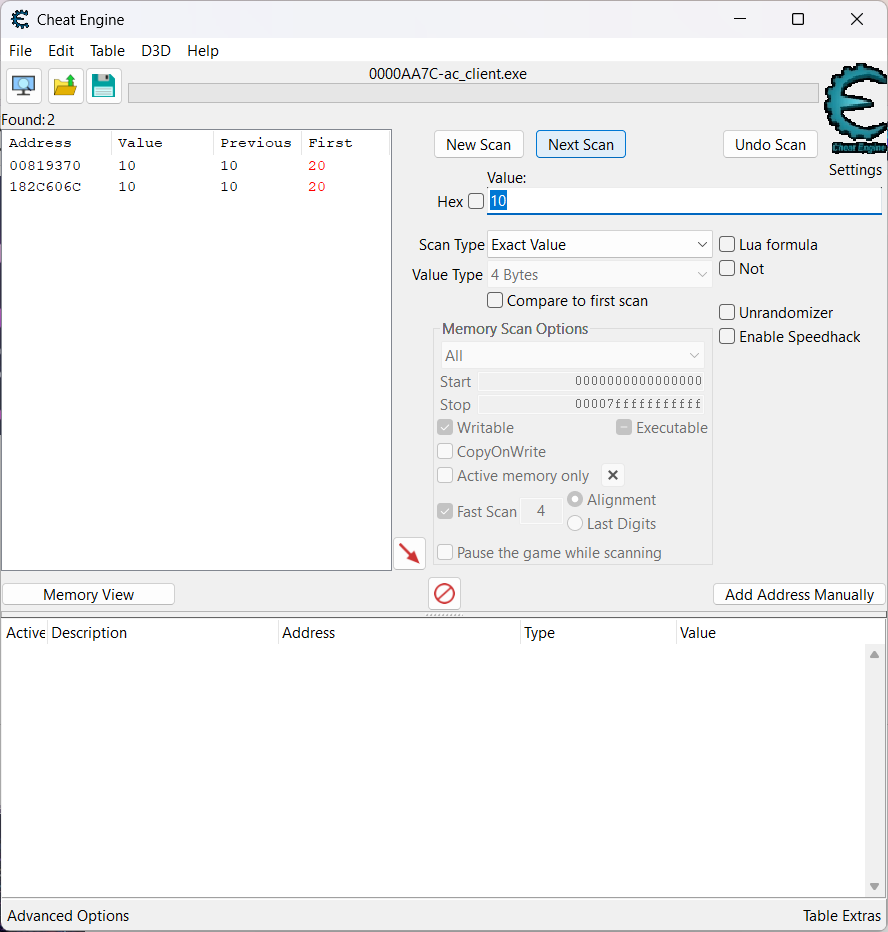 Cheat Engine
File Edit Table D3D Help
0000AA7C-ac_client.exe
Found:2
Address Value Previous First
00819370 10 10 20
182C606C 10 10 20
New Scan Next Scan Undo Scan
Cheat Engine
Settings
Value:
Hex 10
Scan Type Exact Value
Lua formula
Value Type 4 Bytes
Not
Compare to first scan
Unrandomizer
Enable Speedhack
Memory Scan Options
All
Start 0000000000000000
Stop 00007fffffffffff
Writable Executable
CopyOnWrite
Active memory only
Fast Scan 4 Alignment
Last Digits
Pause the game while scanning
Memory View Add Address Manually
Active Description Address Type Value
Advanced Options Table Extras